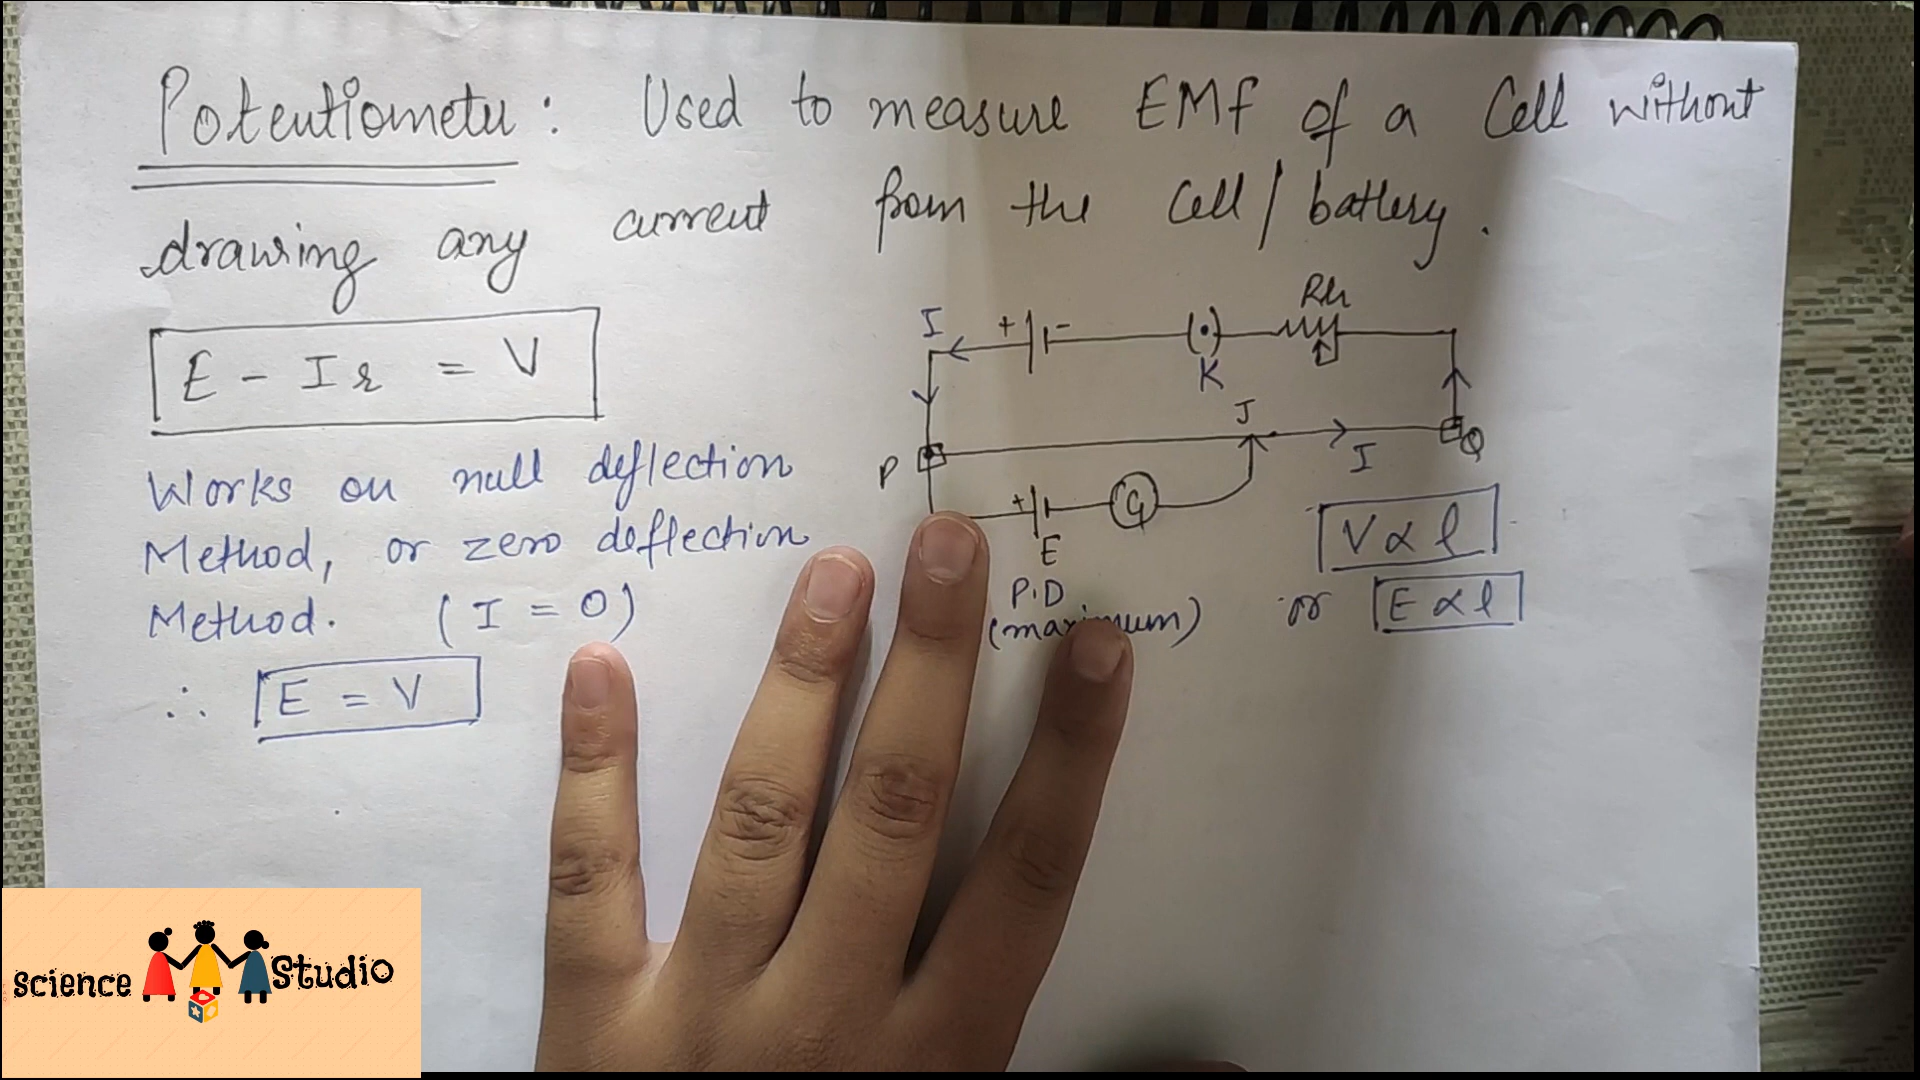 Potentiometer : Used to measure EMf of a Cell without
drawing any current from the Cell / battery.
E - Ir = V
Works on null deflection
Method, or zero deflection
Method. ( I = 0 )
∴ E = V
I
+ -
K
Rh
J
P
I
Q
+
G
E
P.D
(maximum)
V ∝ l
or E ∝ l
Science Studio